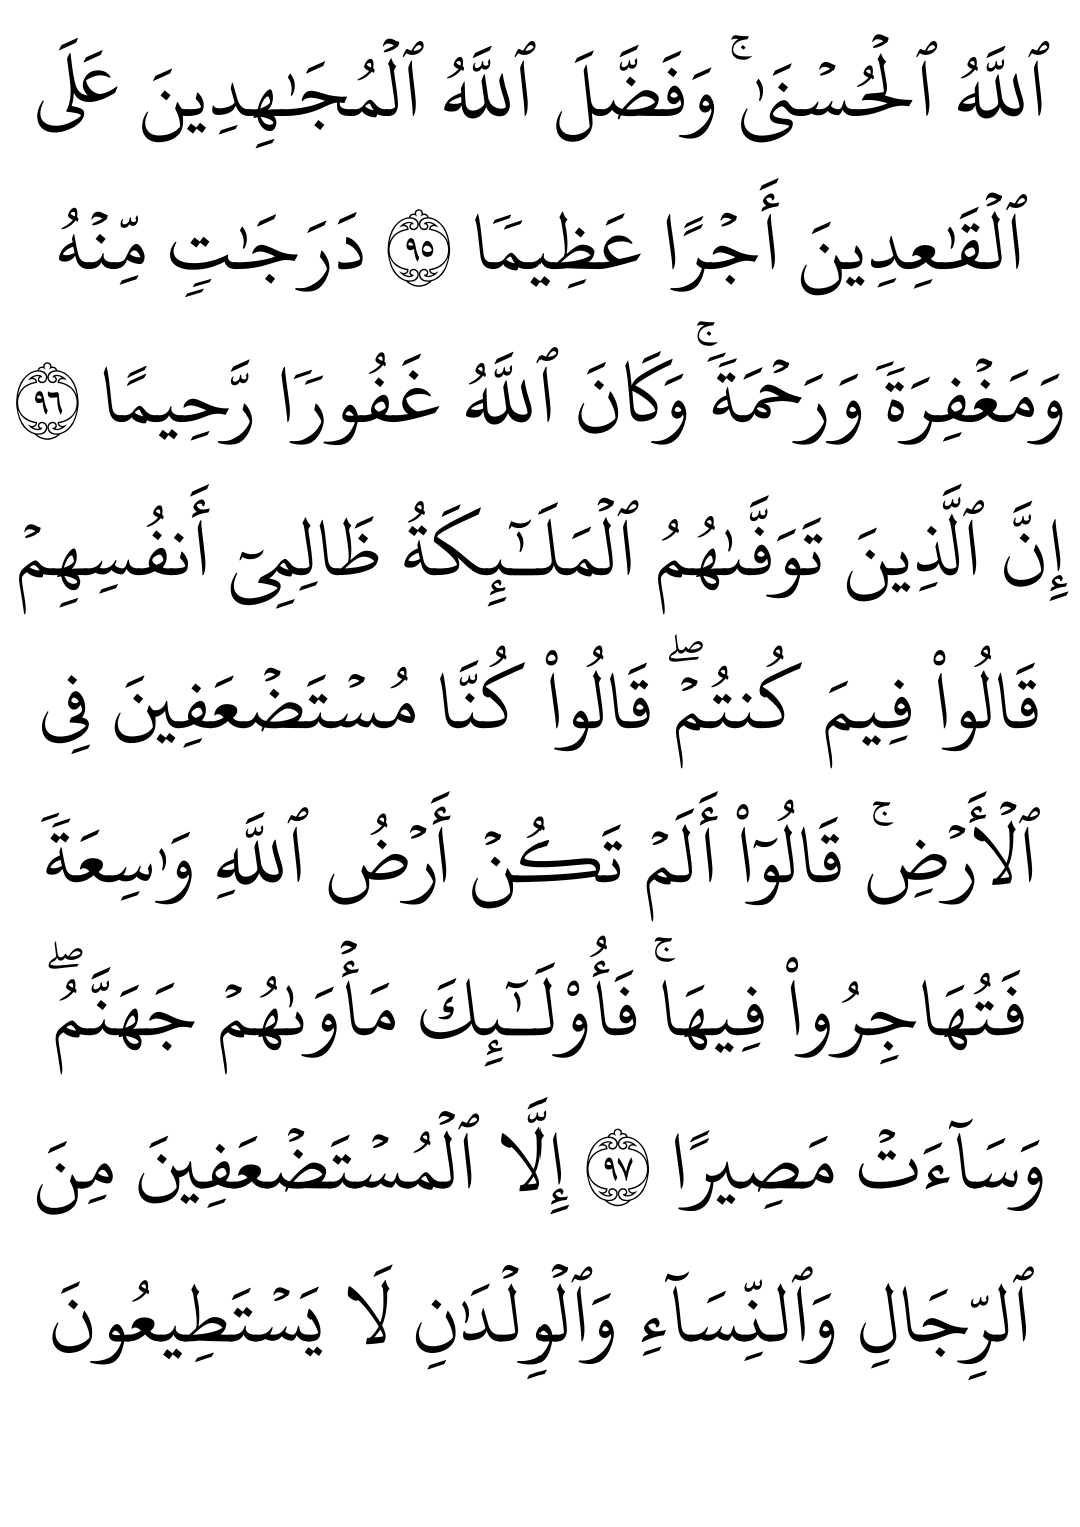 ٱللَّهُ ٱلۡحُسۡنَىٰۚ وَفَضَّلَ ٱللَّهُ ٱلۡمُجَٰهِدِينَ عَلَى
ٱلۡقَٰعِدِينَ أَجۡرًا عَظِيمٗا ٩٥ دَرَجَٰتٖ مِّنۡهُ
وَمَغۡفِرَةٗ وَرَحۡمَةٗۚ وَكَانَ ٱللَّهُ غَفُورٗا رَّحِيمًا ٩٦
إِنَّ ٱلَّذِينَ تَوَفَّىٰهُمُ ٱلۡمَلَٰٓئِكَةُ ظَالِمِيٓ أَنفُسِهِمۡ
قَالُواْ فِيمَ كُنتُمۡۖ قَالُواْ كُنَّا مُسۡتَضۡعَفِينَ فِي
ٱلۡأَرۡضِۚ قَالُوٓاْ أَلَمۡ تَكُنۡ أَرۡضُ ٱللَّهِ وَٰسِعَةٗ
فَتُهَاجِرُواْ فِيهَاۚ فَأُوْلَٰٓئِكَ مَأۡوَىٰهُمۡ جَهَنَّمُۖ
وَسَآءَتۡ مَصِيرًا ٩٧ إِلَّا ٱلۡمُسۡتَضۡعَفِينَ مِنَ
ٱلرِّجَالِ وَٱلنِّسَآءِ وَٱلۡوِلۡدَٰنِ لَا يَسۡتَطِيعُونَ